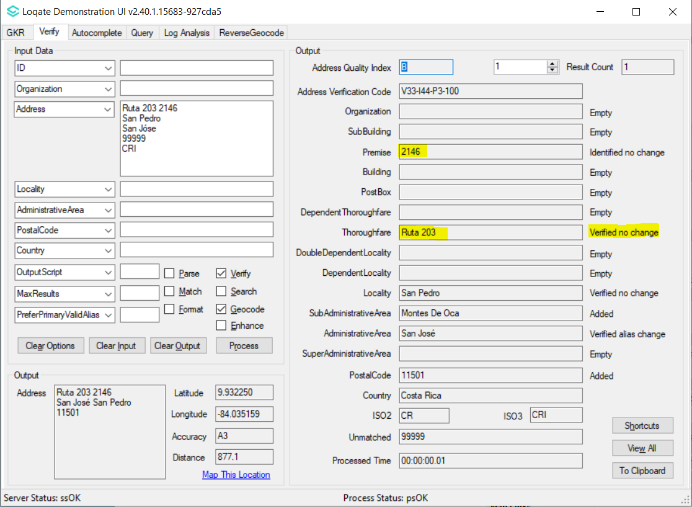 Loqate Demonstration UI v2.40.1.15683-927cda5
GKR Verify Autocomplete Query Log Analysis ReverseGeocode
Input Data
ID
Organization
Address
Ruta 203 2146
San Pedro
San Jóse
99999
CRI
Locality
AdministrativeArea
PostalCode
Country
OutputScript Parse Verify
MaxResults Match Search
PreferPrimaryValidAlias Format Geocode
Enhance
Clear Options Clear Input Clear Output Process
Output
Address
Ruta 203 2146
San José San Pedro
11501
Latitude 9.932250
Longitude -84.035159
Accuracy A3
Distance 877.1
Map This Location
Output
Address Quality Index B 1 Result Count 1
Address Verfication Code V33-I44-P3-100
Organization Empty
SubBuilding Empty
Premise 2146 Identified no change
Building Empty
PostBox Empty
DependentThoroughfare Empty
Thoroughfare Ruta 203 Verified no change
DoubleDependentLocality Empty
DependentLocality Empty
Locality San Pedro Verified no change
SubAdministrativeArea Montes De Oca Added
AdministrativeArea San José Verified alias change
SuperAdministrativeArea Empty
PostalCode 11501 Added
Country Costa Rica
ISO2 CR ISO3 CRI
Unmatched 99999
Processed Time 00:00:00.01
Shortcuts
View All
To Clipboard
Server Status: ssOK Process Status: psOK